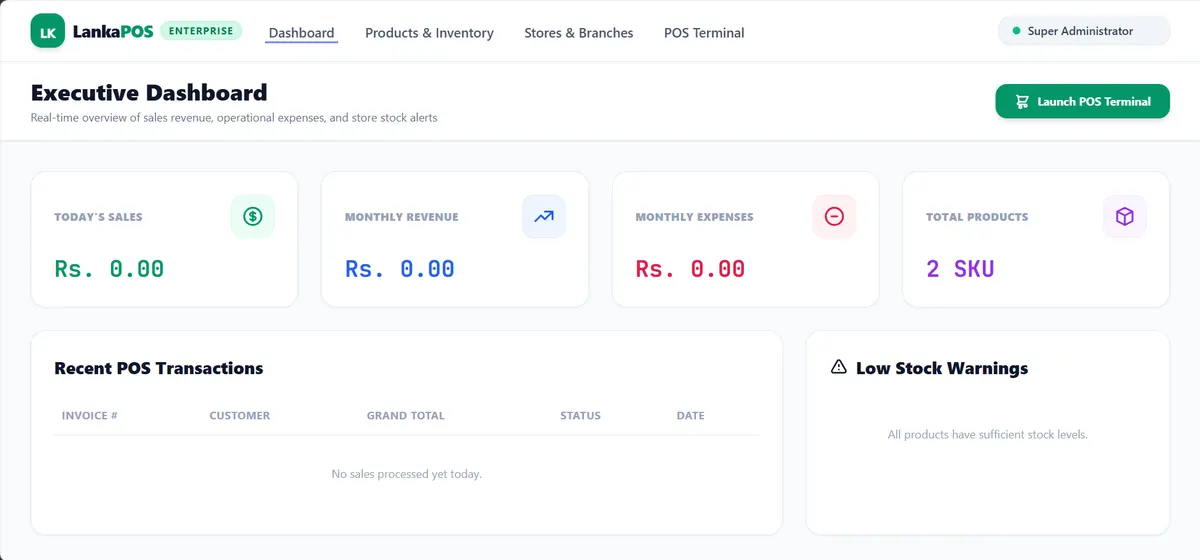 LK LankaPOS ENTERPRISE Dashboard Products & Inventory Stores & Branches POS Terminal Super Administrator
Executive Dashboard
Real-time overview of sales revenue, operational expenses, and store stock alerts
Launch POS Terminal
TODAY'S SALES
Rs. 0.00
MONTHLY REVENUE
Rs. 0.00
MONTHLY EXPENSES
Rs. 0.00
TOTAL PRODUCTS
2 SKU
Recent POS Transactions
INVOICE # CUSTOMER GRAND TOTAL STATUS DATE
No sales processed yet today.
Low Stock Warnings
All products have sufficient stock levels.